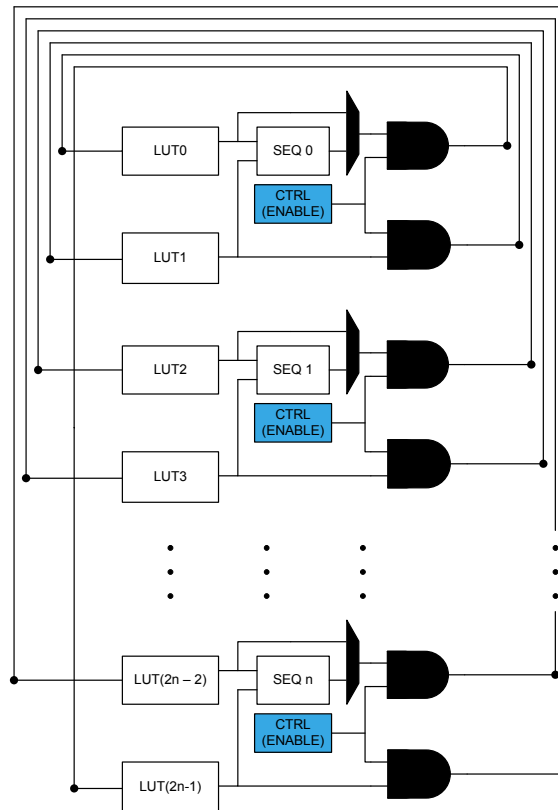 LUT0
SEQ 0
CTRL
(ENABLE)
LUT1
LUT2
SEQ 1
CTRL
(ENABLE)
LUT3
LUT(2n – 2)
SEQ n
CTRL
(ENABLE)
LUT(2n-1)